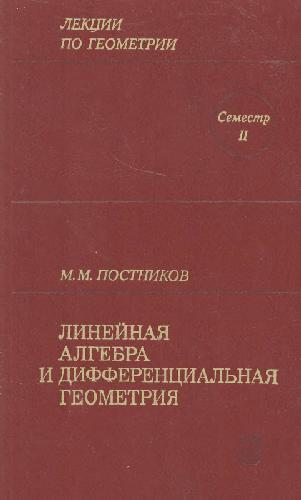 ЛЕКЦИИ
ПО ГЕОМЕТРИИ
Семестр
II
М. М. ПОСТНИКОВ
ЛИНЕЙНАЯ
АЛГЕБРА
И ДИФФЕРЕНЦИАЛЬНАЯ
ГЕОМЕТРИЯ